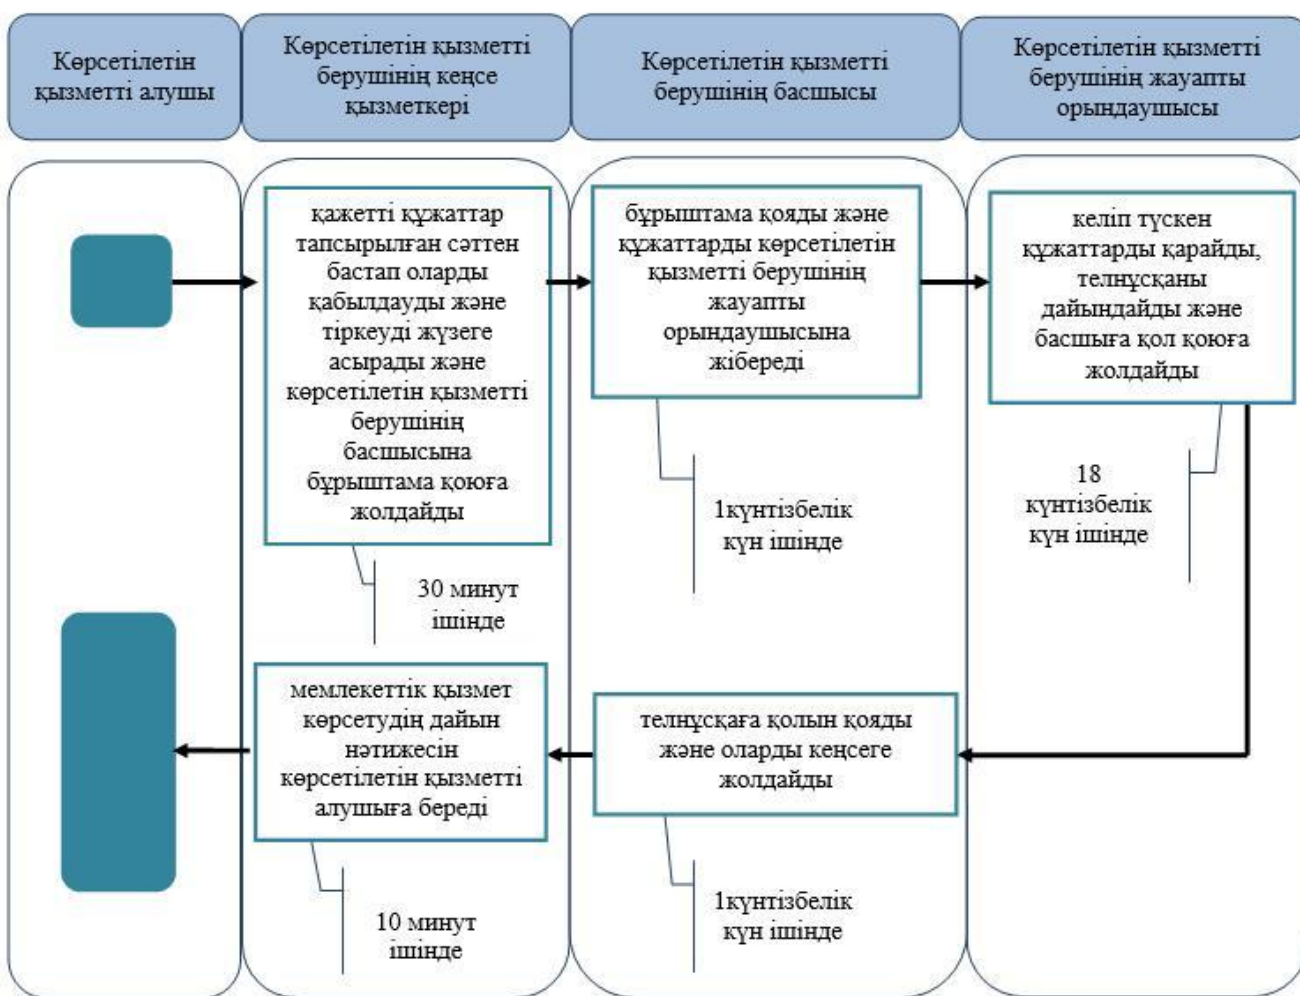 Көрсетілетін
қызметті алушы
Көрсетілетін қызметті
берушінің кеңсе
қызметкері
Көрсетілетін қызметті
берушінің басшысы
Көрсетілетін қызметті
берушінің жауапты
орындаушысы
қажетті құжаттар
тапсырылған сәттен
бастап оларды
қабылдауды және
тіркеуді жүзеге
асырады және
көрсетілетін қызметті
берушінің
басшысына
бұрыштама қоюға
жолдайды
30 минут
ішінде
бұрыштама қояды және
құжаттарды көрсетілетін
қызметті берушінің
жауапты
орындаушысына
жібереді
1күнтізбелік
күн ішінде
келіп түскен
құжаттарды қарайды,
телнұсқаны
дайындайды және
басшыға қол қоюға
жолдайды
18
күнтізбелік
күн ішінде
телнұсқаға қолын қояды
және оларды кеңсеге
жолдайды
1күнтізбелік
күн ішінде
мемлекеттік қызмет
көрсетудің дайын
нәтижесін
көрсетілетін қызметті
алушыға береді
10 минут
ішінде